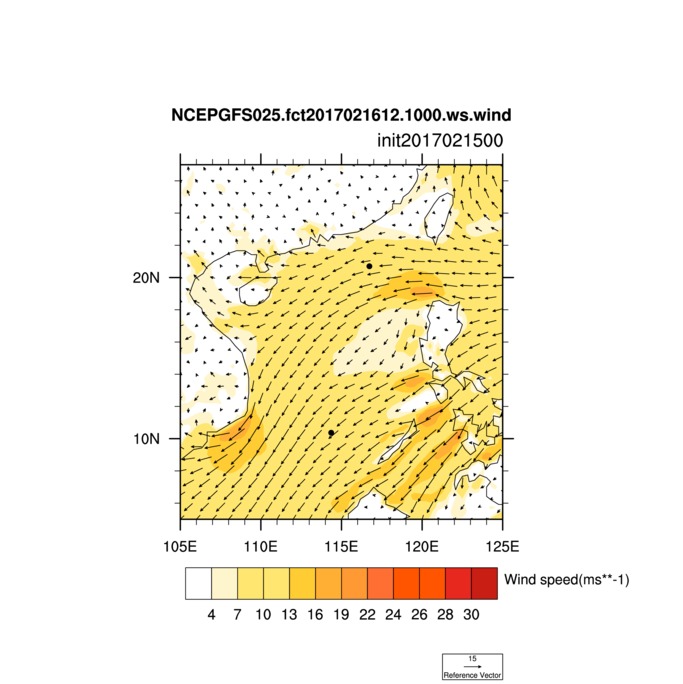 NCEPGFS025.fct2017021612.1000.ws.wind
init2017021500
20N
10N
105E 110E 115E 120E 125E
Wind speed(ms**-1)
4 7 10 13 16 19 22 24 26 28 30
15
Reference Vector